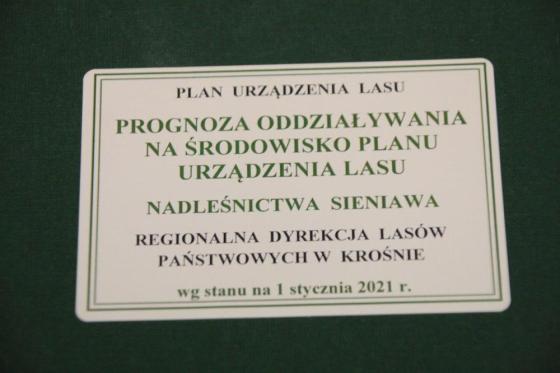 PLAN URZĄDZENIA LASU
PROGNOZA ODDZIAŁYWANIA
NA ŚRODOWISKO PLANU
URZĄDZENIA LASU
NADLEŚNICTWA SIENIAWA
REGIONALNA DYREKCJA LASÓW
PAŃSTWOWYCH W KROŚNIE
wg stanu na 1 stycznia 2021 r.